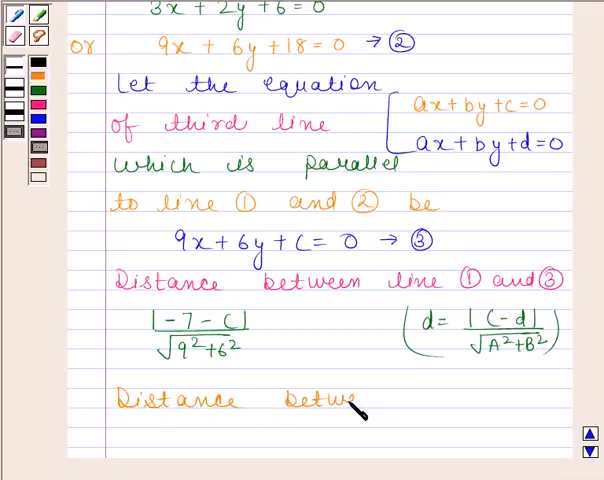 3x + 2y + 6 = 0
or 9x + 6y + 18 = 0 → ②
Let the equation
of third line
ax + by + c = 0
ax + by + d = 0
which is parallel
to line ① and ② be
9x + 6y + C = 0 → ③
Distance between line ① and ③
|-7 - C| / √9² + 6² ( d = |C - d| / √A² + B² )
Distance betwe